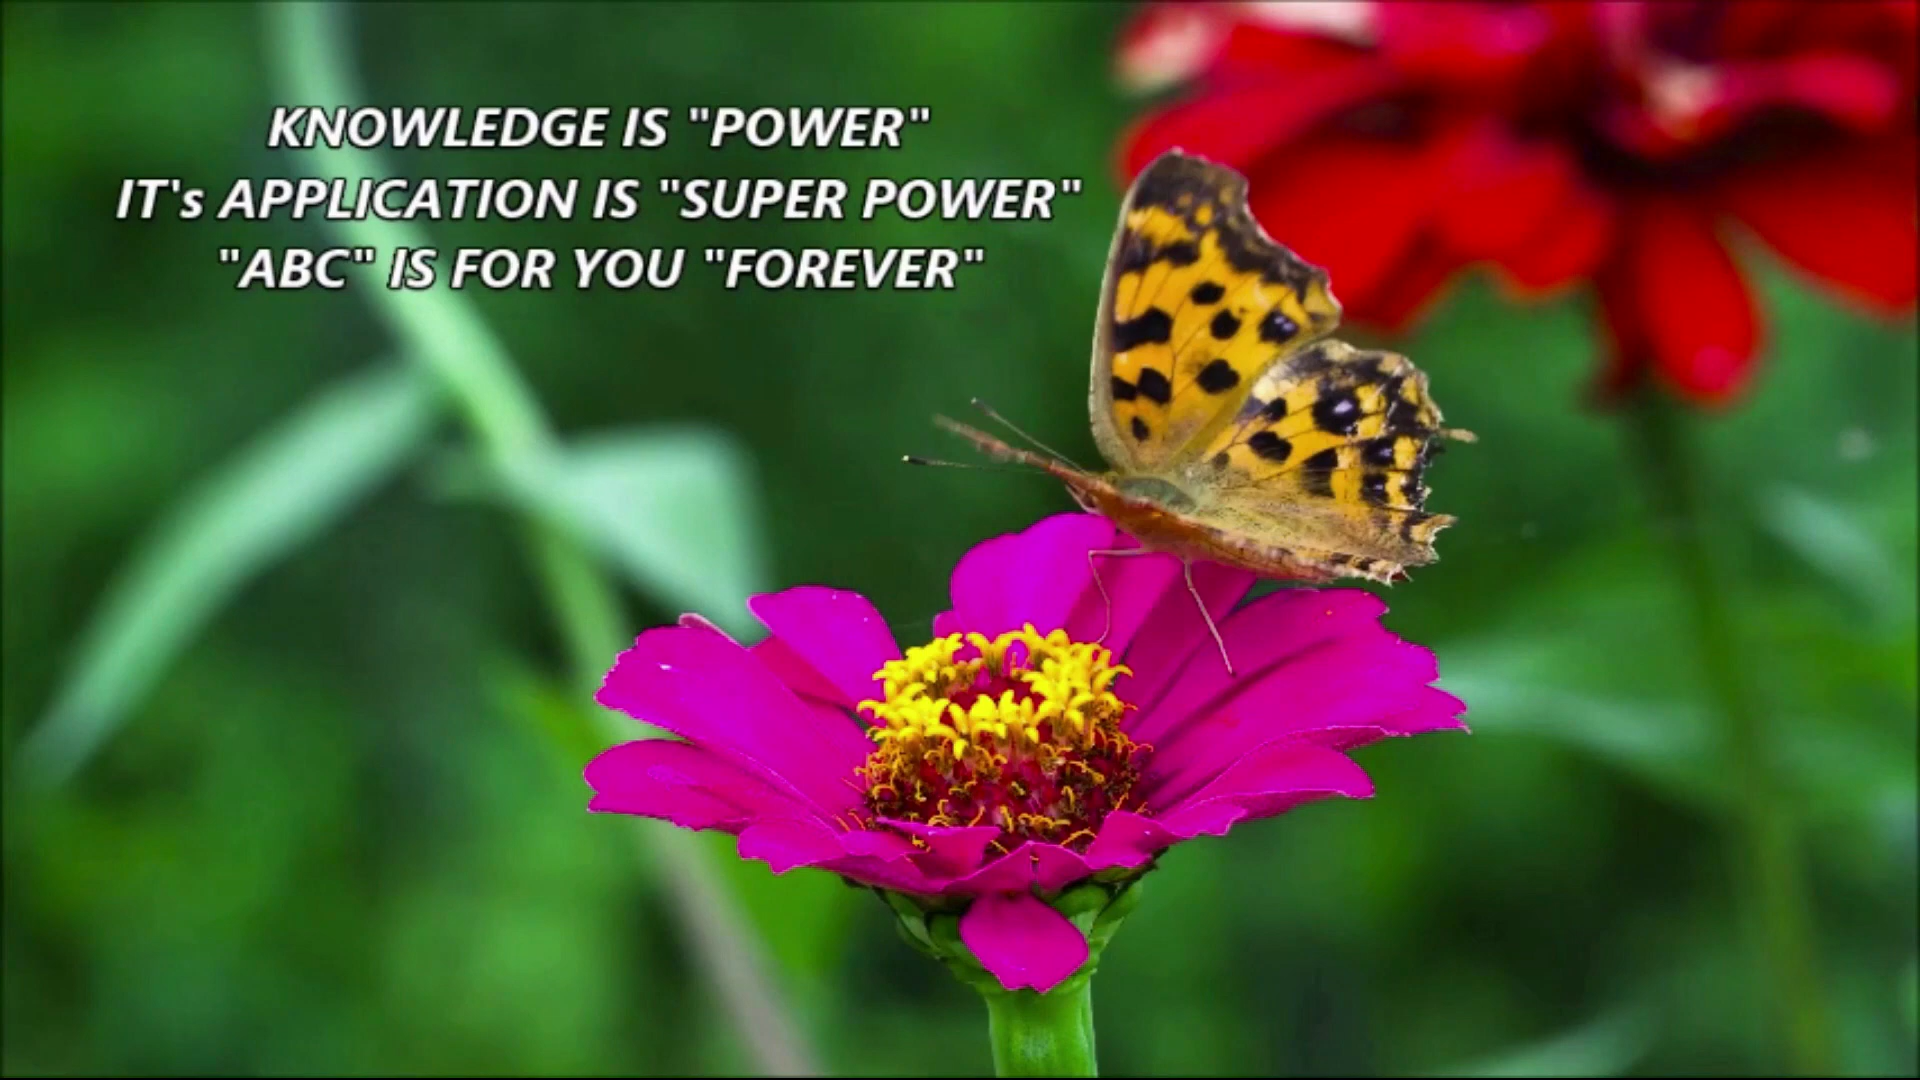 KNOWLEDGE IS "POWER"
IT's APPLICATION IS "SUPER POWER"
"ABC" IS FOR YOU "FOREVER"